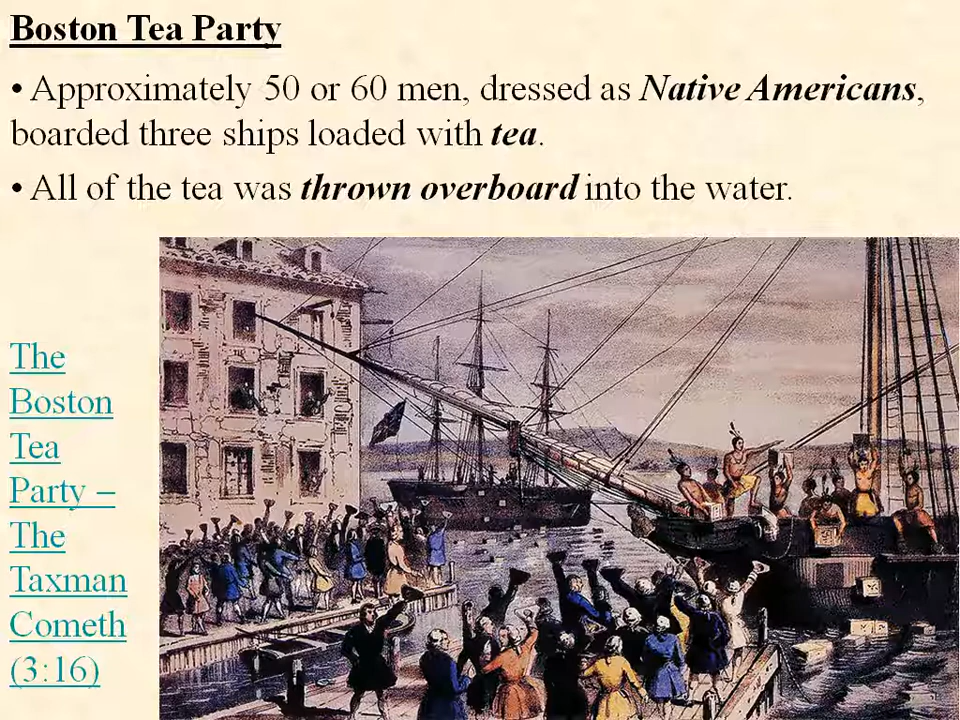 Boston Tea Party
• Approximately 50 or 60 men, dressed as Native Americans,
boarded three ships loaded with tea.
• All of the tea was thrown overboard into the water.
The
Boston
Tea
Party –
The
Taxman
Cometh
(3:16)